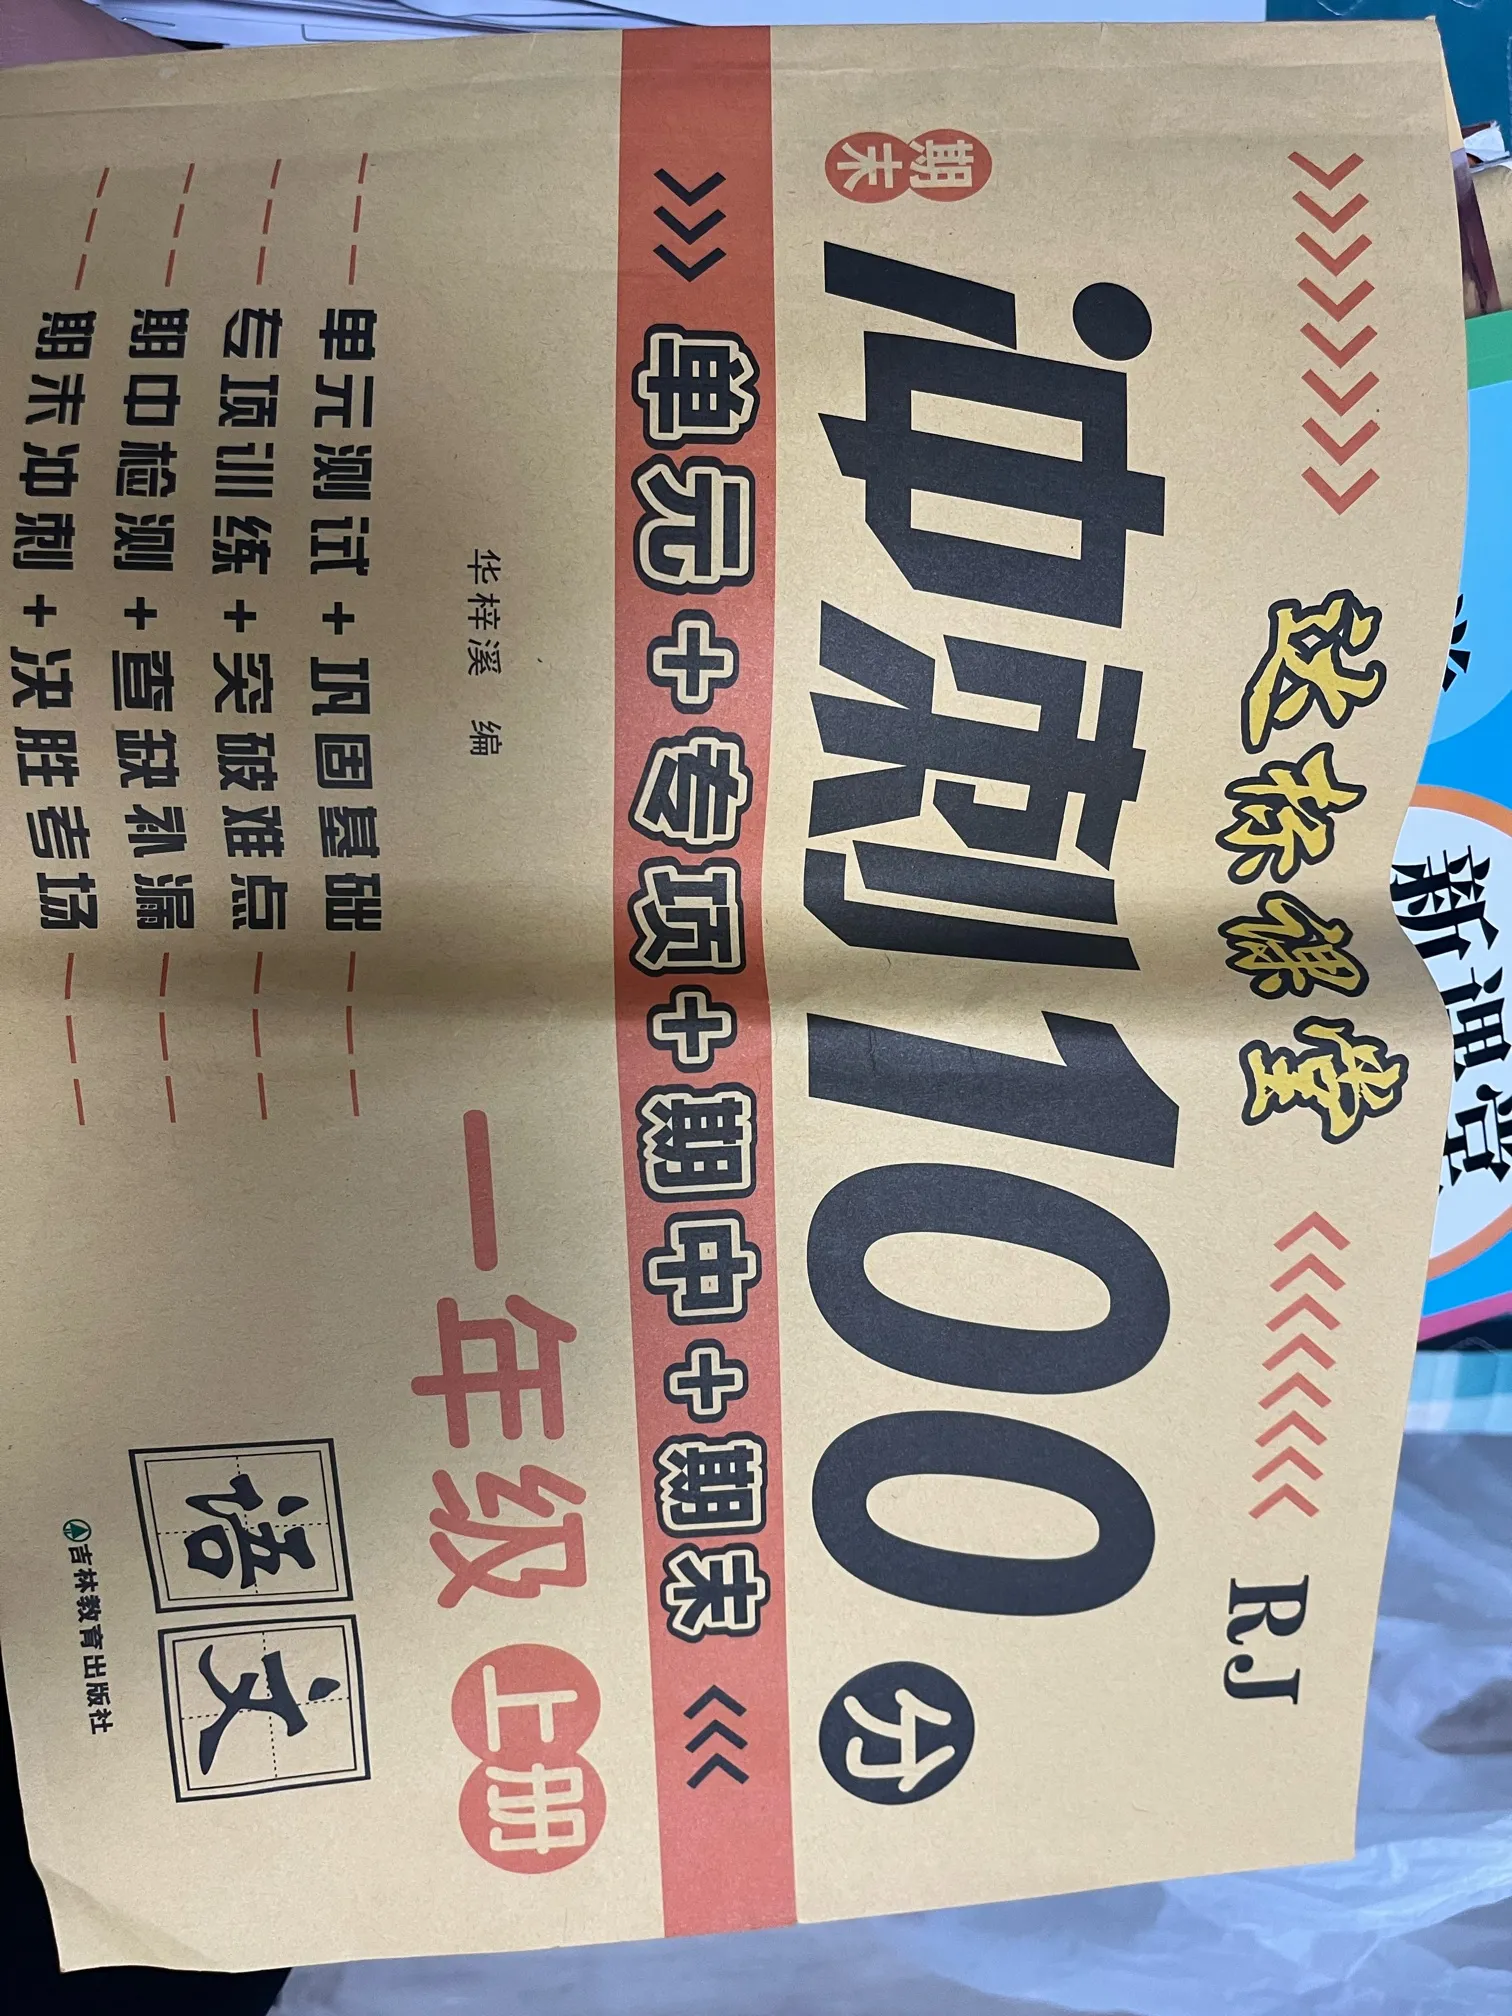 达标课堂
RJ
期末
冲刺100分
单元+专项+期中+期末
华梓溪 编
单元测试+巩固基础
专项训练+突破难点
期中检测+查缺补漏
期末冲刺+决胜考场
一年级 上册
语文
吉林教育出版社